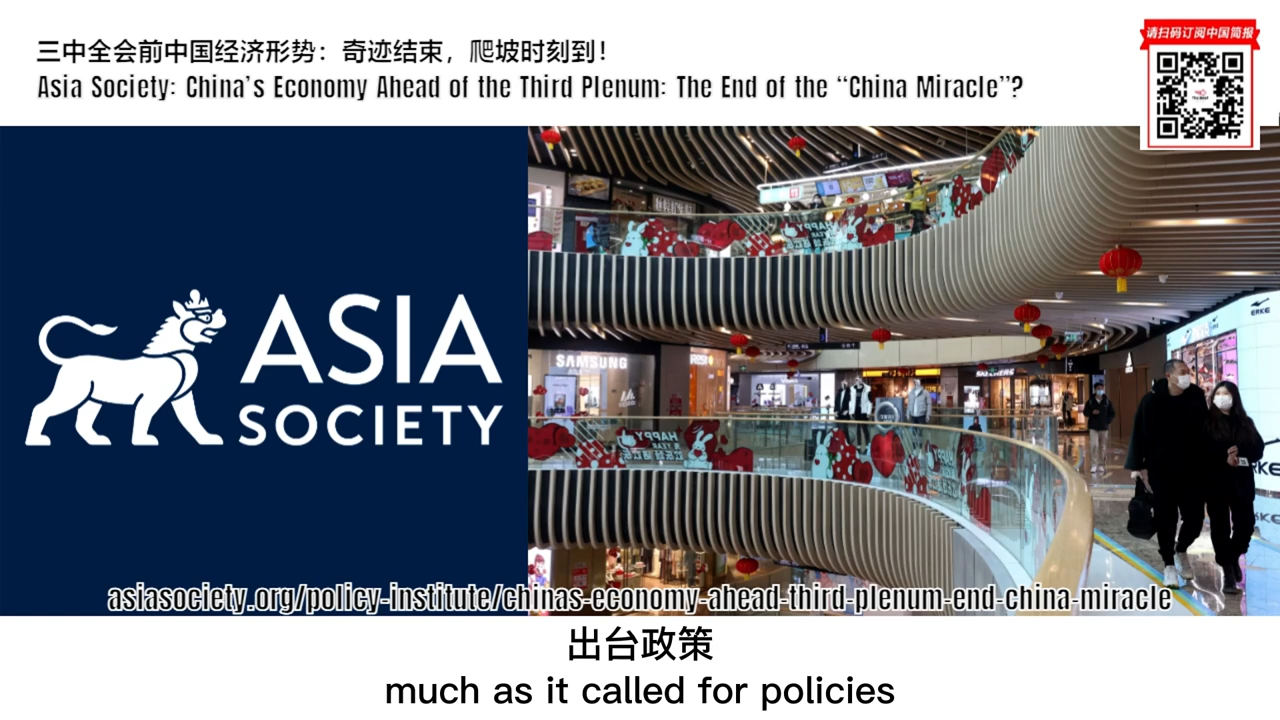 三中全会前中国经济形势：奇迹结束，爬坡时刻到！
Asia Society: China’s Economy Ahead of the Third Plenum: The End of the “China Miracle”?
请扫码订阅中国简报
ASIA
SOCIETY
SAMSUNG
SKECHERS
ERKE
HAPPY
HAPPY
asiasociety.org/policy-institute/chinas-economy-ahead-third-plenum-end-china-miracle
出台政策
much as it called for policies